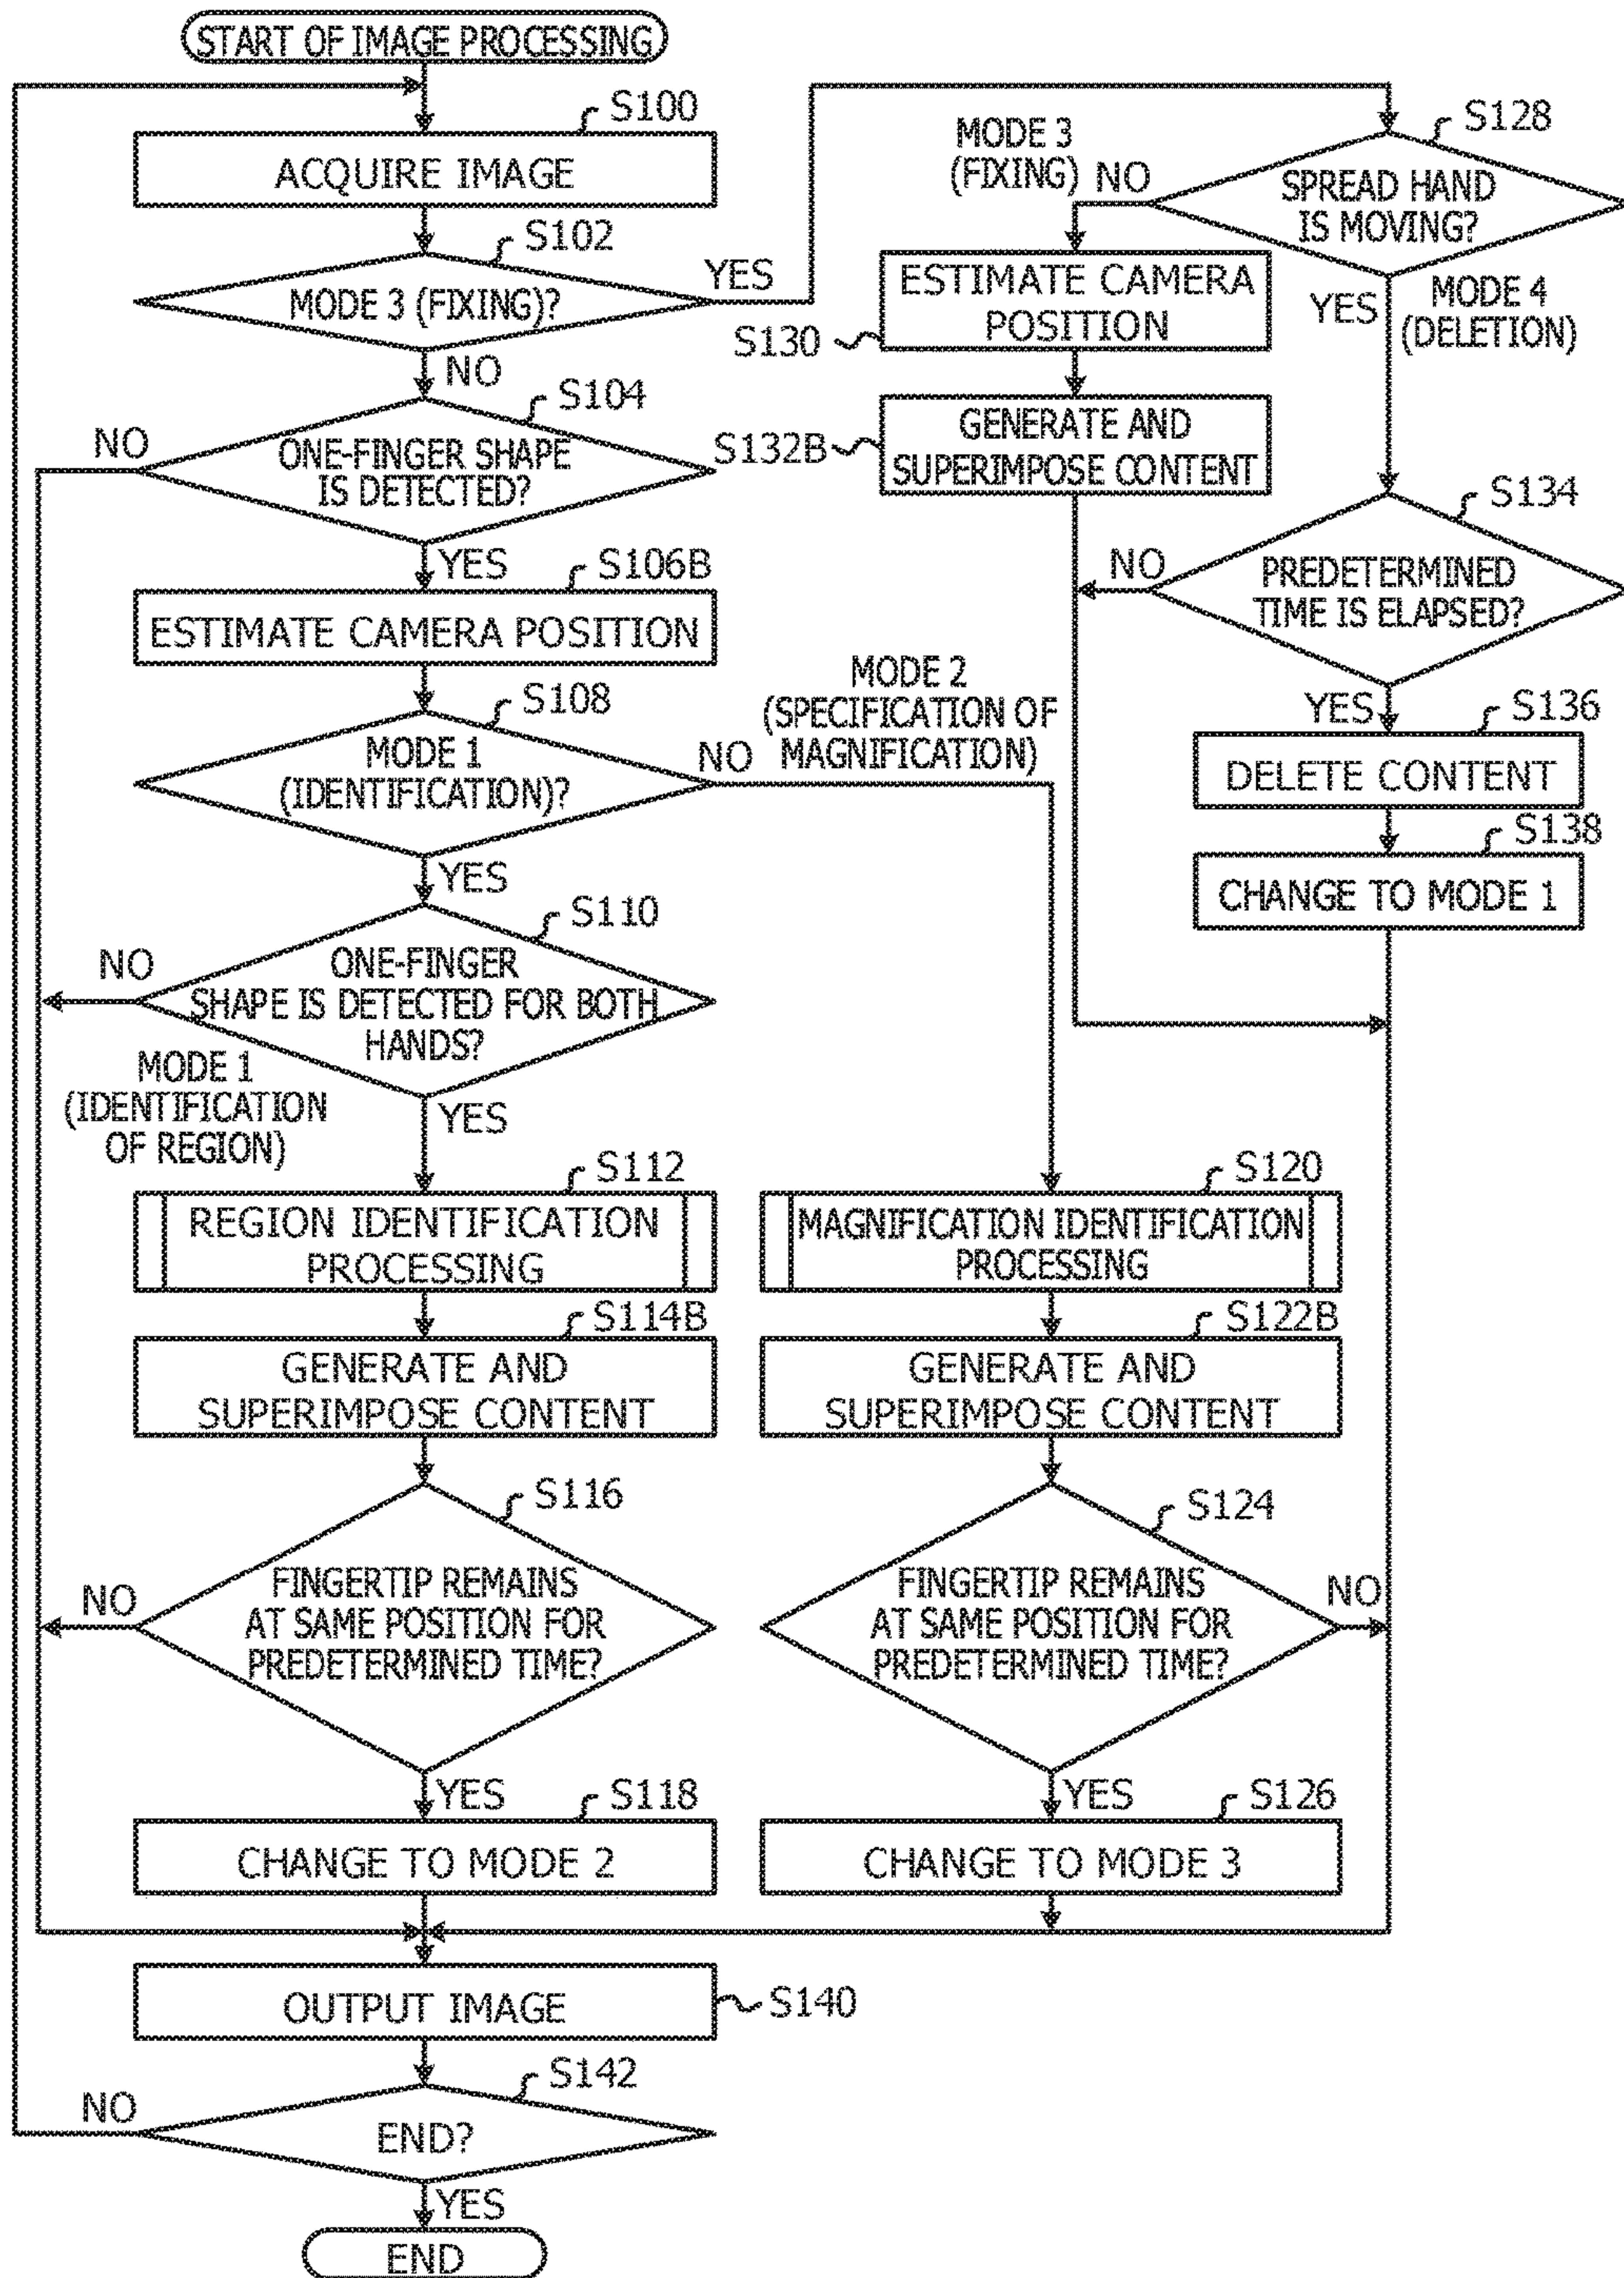 START OF IMAGE PROCESSING
S100
ACQUIRE IMAGE
S102
MODE 3 (FIXING)?
YES
NO
S104
ONE-FINGER SHAPE
IS DETECTED?
NO
YES
S106B
ESTIMATE CAMERA POSITION
S108
MODE 1
(IDENTIFICATION)?
NO
MODE 2
(SPECIFICATION OF
MAGNIFICATION)
YES
S110
ONE-FINGER
SHAPE IS DETECTED FOR BOTH
HANDS?
NO
MODE 1
(IDENTIFICATION
OF REGION)
YES
S112
REGION IDENTIFICATION
PROCESSING
S114B
GENERATE AND
SUPERIMPOSE CONTENT
S116
FINGERTIP REMAINS
AT SAME POSITION FOR
PREDETERMINED TIME?
NO
YES
S118
CHANGE TO MODE 2
S120
MAGNIFICATION IDENTIFICATION
PROCESSING
S122B
GENERATE AND
SUPERIMPOSE CONTENT
S124
FINGERTIP REMAINS
AT SAME POSITION FOR
PREDETERMINED TIME?
NO
YES
S126
CHANGE TO MODE 3
S128
SPREAD HAND
IS MOVING?
MODE 3
(FIXING)
NO
YES
MODE 4
(DELETION)
ESTIMATE CAMERA
POSITION
S130
GENERATE AND
SUPERIMPOSE CONTENT
S132B
S134
PREDETERMINED
TIME IS ELAPSED?
NO
YES
S136
DELETE CONTENT
S138
CHANGE TO MODE 1
OUTPUT IMAGE
S140
S142
END?
NO
YES
END